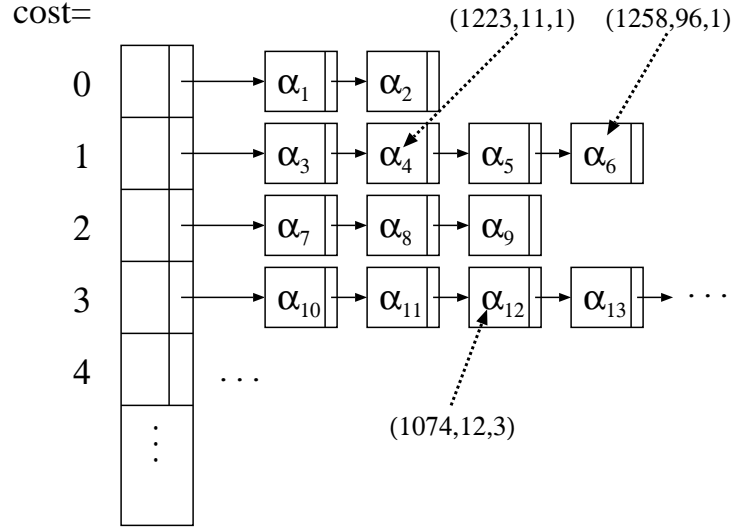 cost= (1223,11,1) (1258,96,1)
0 α₁ α₂
1 α₃ α₄ α₅ α₆
2 α₇ α₈ α₉
3 α₁₀ α₁₁ α₁₂ α₁₃ ...
4 ...
(1074,12,3)
⋮